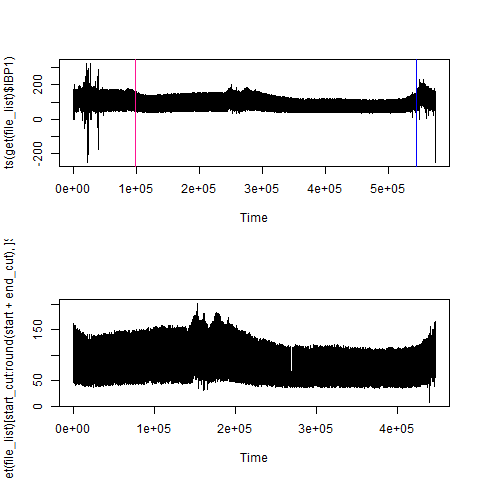 ts(get(file_list)$IBP1)
200
0
-200
0e+00 1e+05 2e+05 3e+05 4e+05 5e+05
Time
et(file_list)[start_cut:round(start + end_cut), ]$
150
50
0
0e+00 1e+05 2e+05 3e+05 4e+05
Time